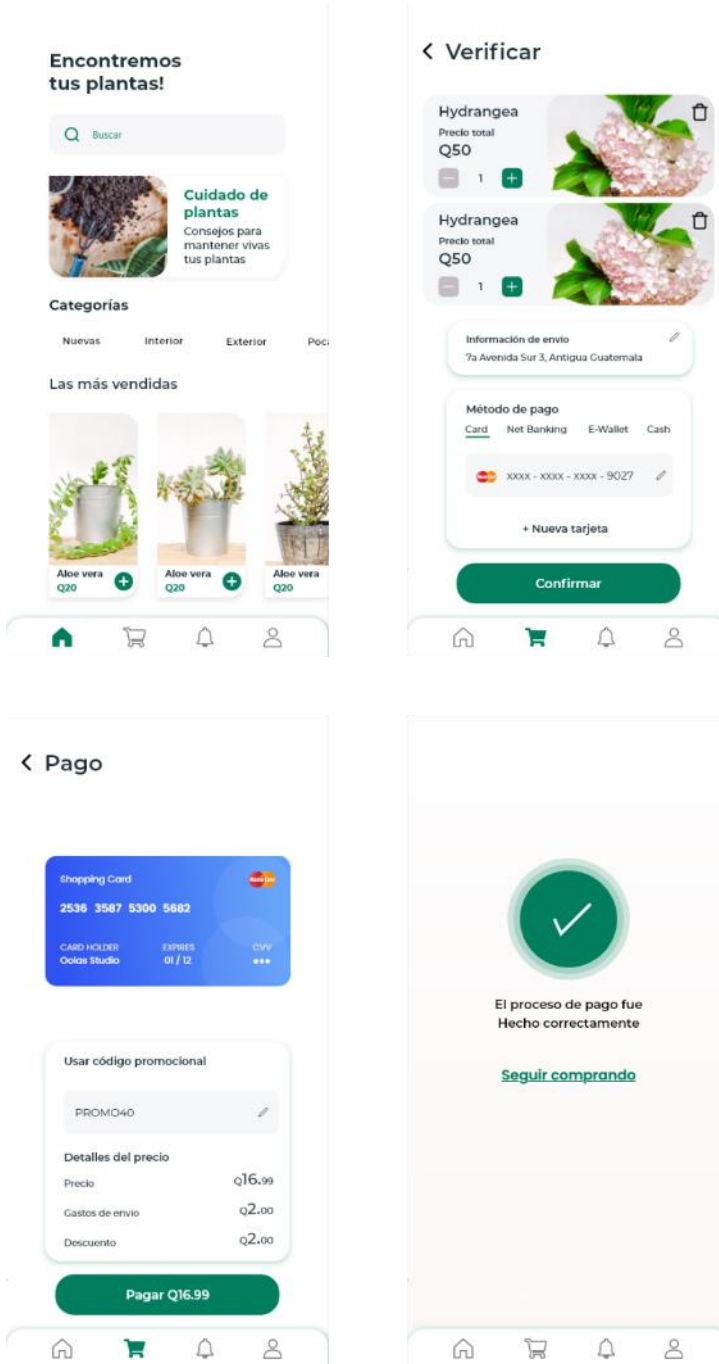 Encontremos
tus plantas!
Buscar
Cuidado de
plantas
Consejos para
mantener vivas
tus plantas
Categorías
Nuevas Interior Exterior Poca
Las más vendidas
Aloe vera
Q20
Aloe vera
Q20
Aloe vera
Q20
Verificar
Hydrangea
Precio total
Q50
1
Hydrangea
Precio total
Q50
1
Información de envio
7a Avenida Sur 3, Antigua Guatemala
Método de pago
Card Net Banking E-Wallet Cash
xxxx - xxxx - xxxx - 9027
+ Nueva tarjeta
Confirmar
Pago
Shopping Card
2536 3587 5300 5682
CARD HOLDER EXPIRES CVV
Oolas Studio 01 / 12
Usar código promocional
PROMO40
Detalles del precio
Precio Q16.99
Gastos de envio Q2.00
Descuento Q2.00
Pagar Q16.99
El proceso de pago fue
Hecho correctamente
Seguir comprando